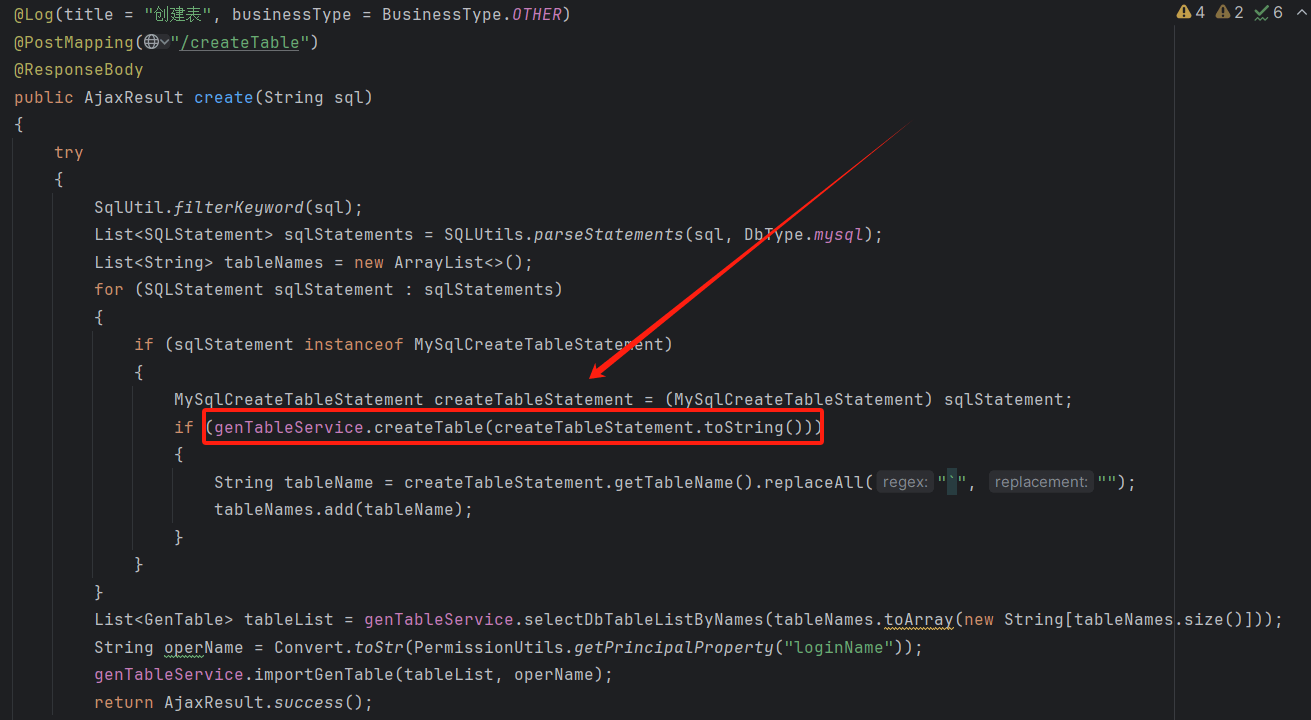 @Log(title = "创建表", businessType = BusinessType.OTHER)
4 2 6
@PostMapping("/createTable")
@ResponseBody
public AjaxResult create(String sql)
{
try
{
SqlUtil.filterKeyword(sql);
List<SQLStatement> sqlStatements = SQLUtils.parseStatements(sql, DbType.mysql);
List<String> tableNames = new ArrayList<>();
for (SQLStatement sqlStatement : sqlStatements)
{
if (sqlStatement instanceof MySqlCreateTableStatement)
{
MySqlCreateTableStatement createTableStatement = (MySqlCreateTableStatement) sqlStatement;
if (genTableService.createTable(createTableStatement.toString()))
{
String tableName = createTableStatement.getTableName().replaceAll( regex: "`", replacement: "");
tableNames.add(tableName);
}
}
}
List<GenTable> tableList = genTableService.selectDbTableListByNames(tableNames.toArray(new String[tableNames.size()]));
String operName = Convert.toStr(PermissionUtils.getPrincipalProperty("loginName"));
genTableService.importGenTable(tableList, operName);
return AjaxResult.success();